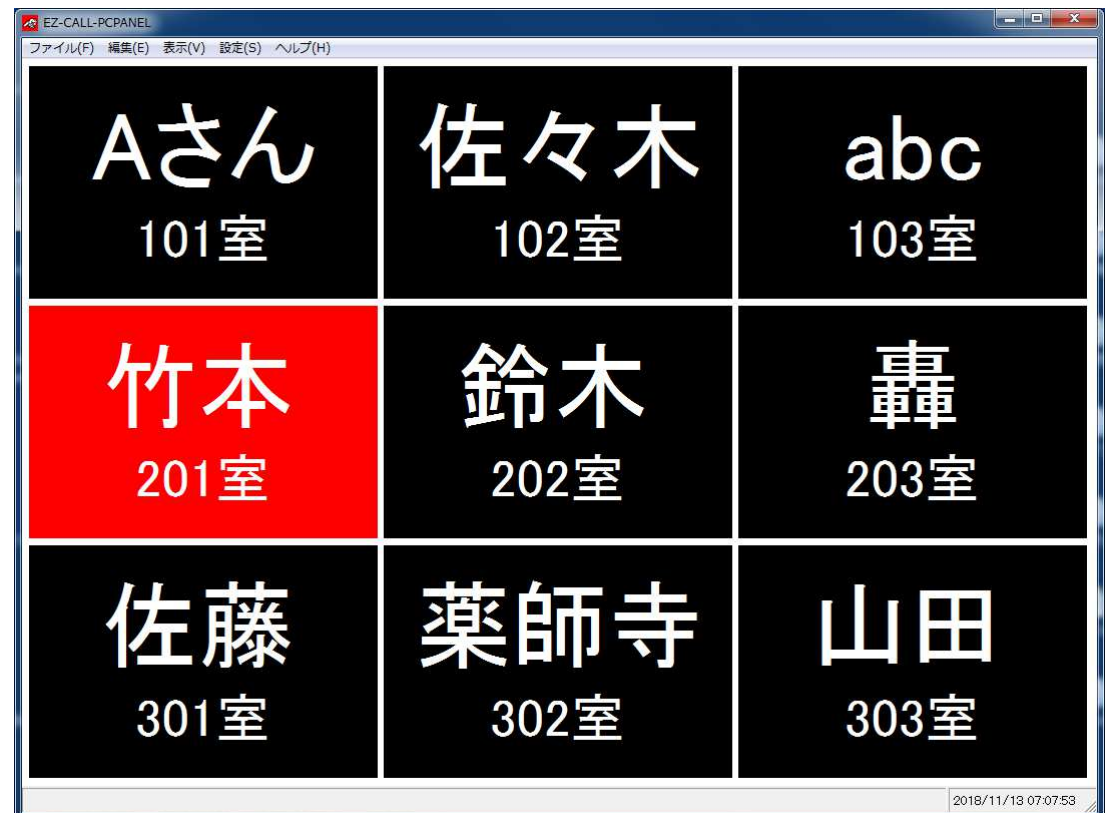 EZ-CALL-PCPANEL
ファイル(F) 編集(E) 表示(V) 設定(S) ヘルプ(H)
Aさん
101室
佐々木
102室
abc
103室
竹本
201室
鈴木
202室
轟
203室
佐藤
301室
薬師寺
302室
山田
303室
2018/11/13 07:07:53